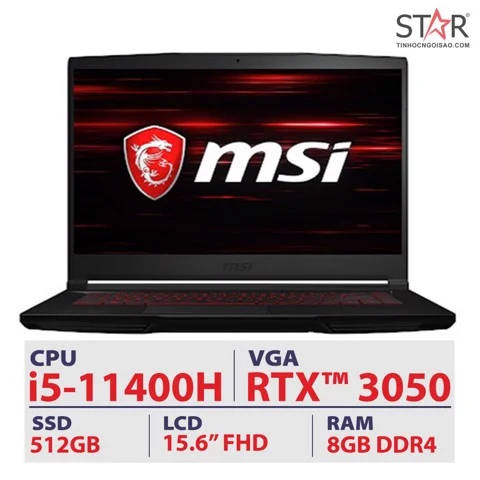 STAR
TINHOCNGOISAO.COM
msi
msi
CPU
i5-11400H
VGA
RTX™ 3050
SSD
512GB
LCD
15.6” FHD
RAM
8GB DDR4